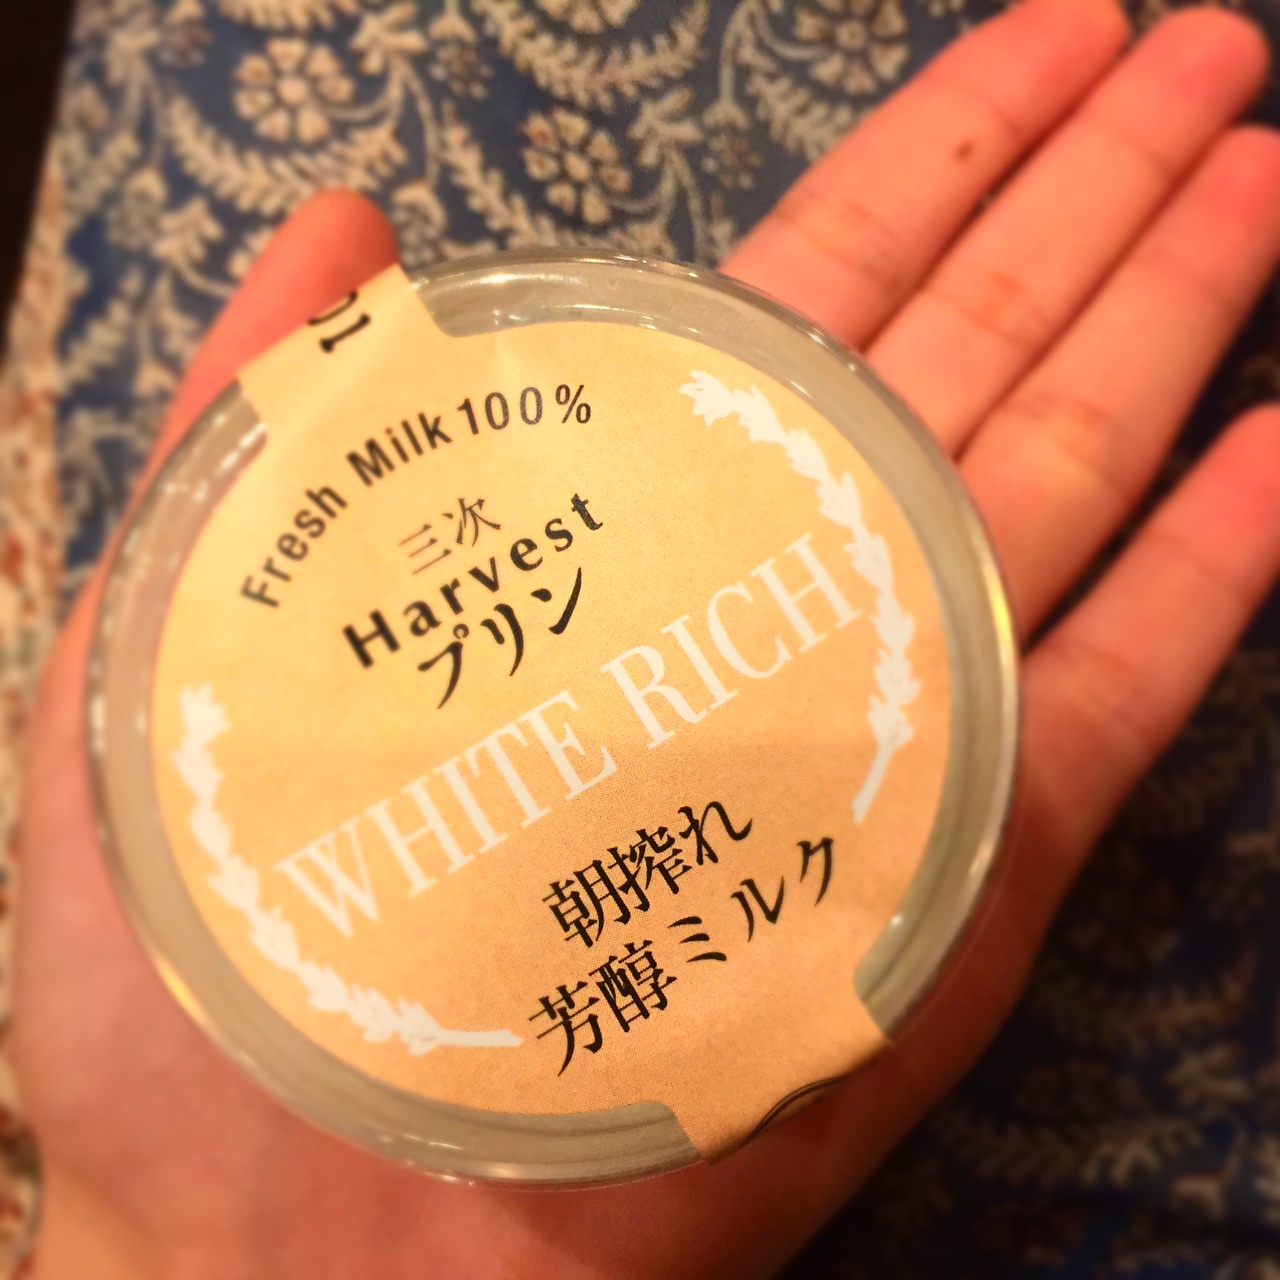 01
Fresh Milk 100%
三次
Harvest
プリン
WHITE RICH
朝搾れ
芳醇ミルク